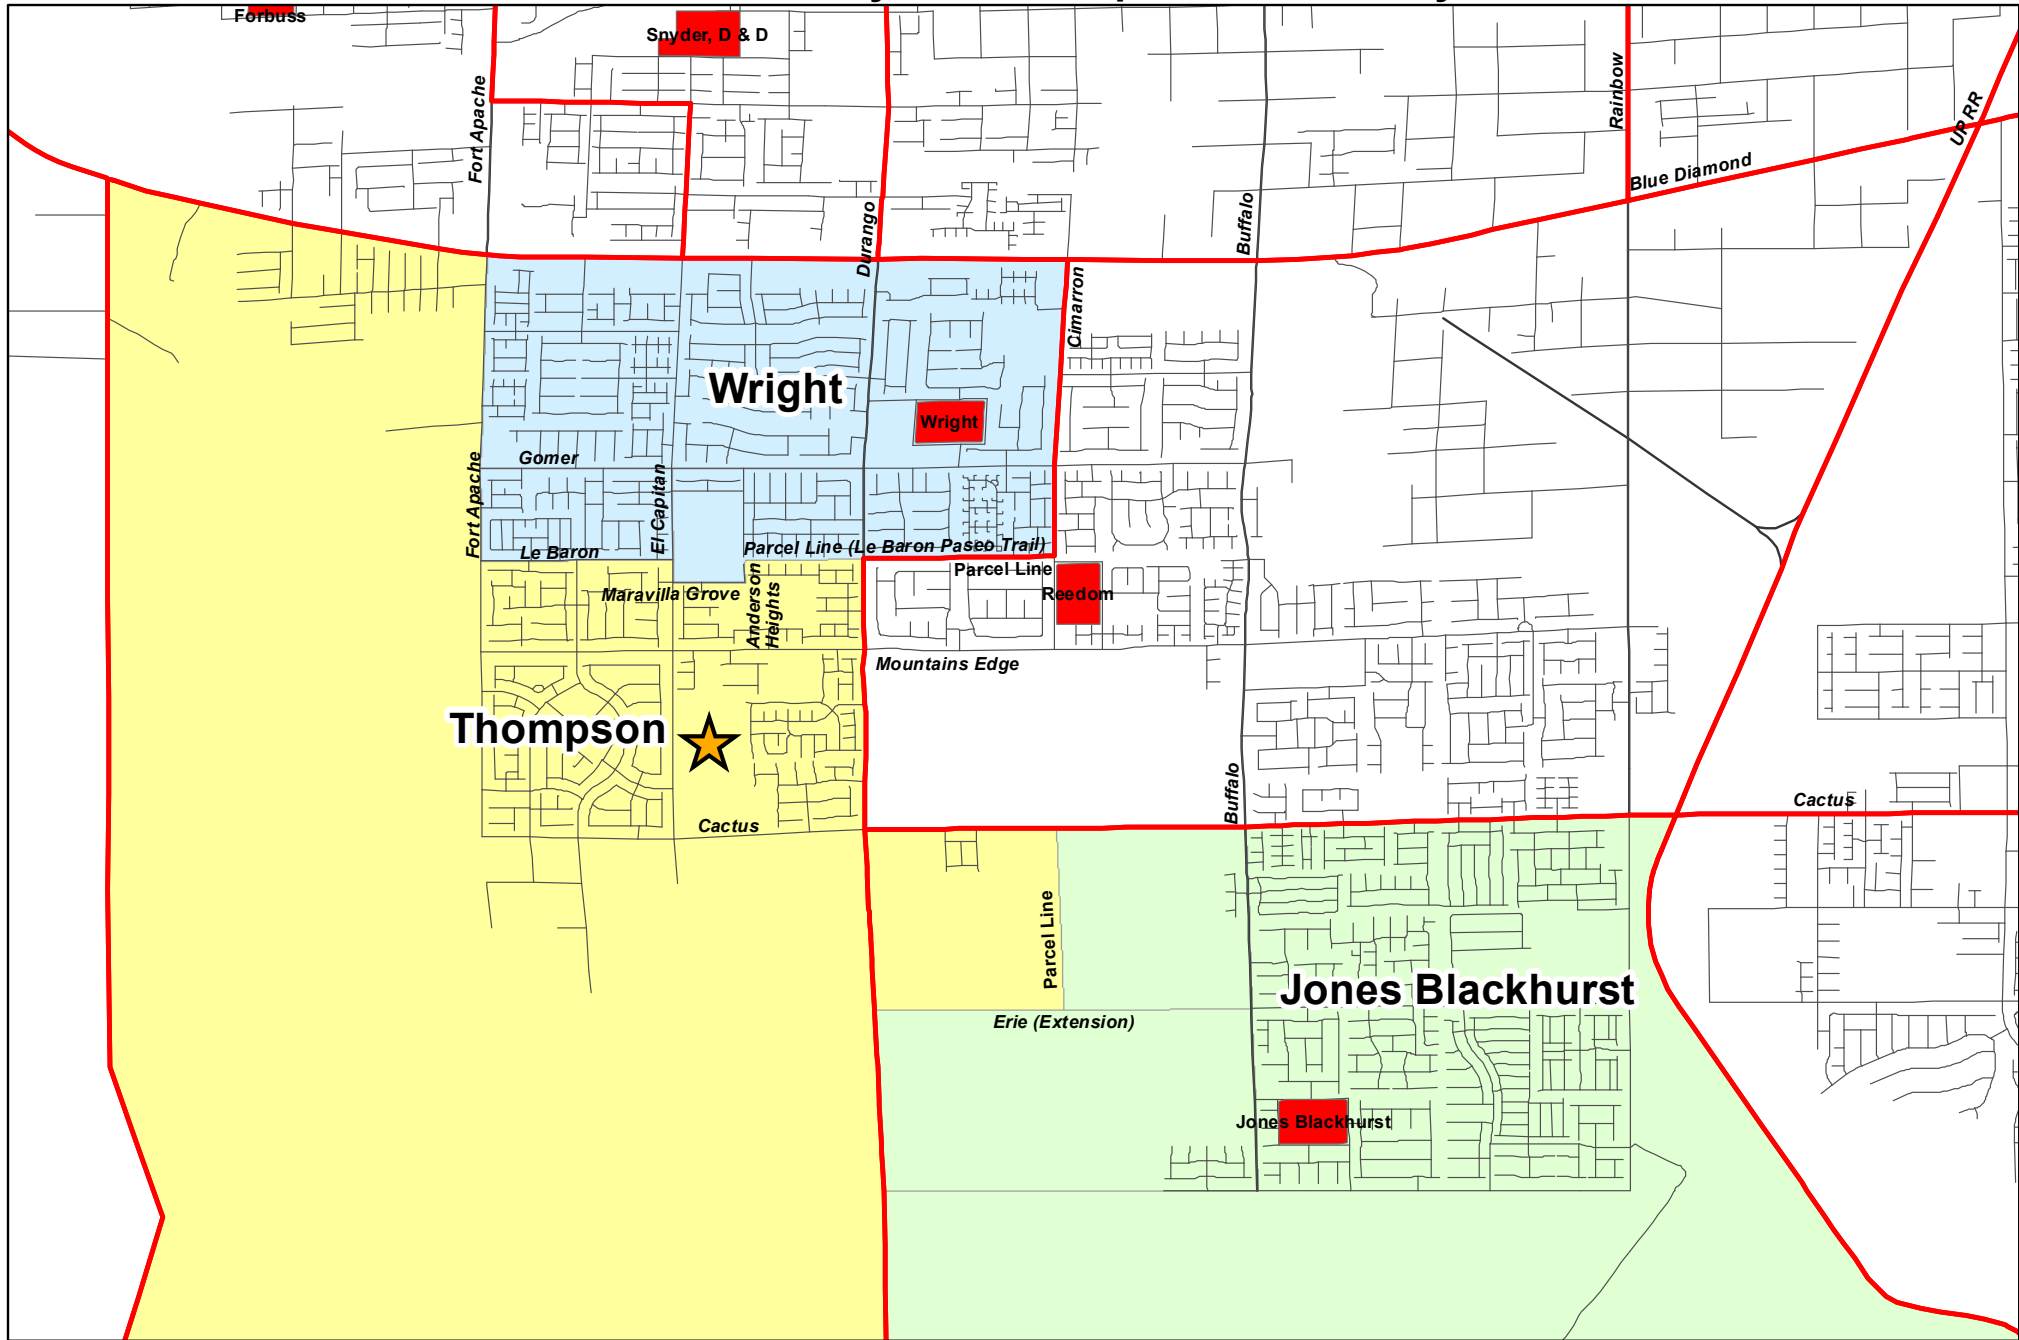 Forbuss
Snyder, D & D
Fort Apache
Rainbow
UP RR
Blue Diamond
Durango
Buffalo
Cimarron
Wright
Wright
Gomer
Fort Apache
El Capitan
Le Baron
Parcel Line (Le Baron Paseo Trail)
Parcel Line
Maravilla Grove
Anderson
Heights
Reedom
Mountains Edge
Thompson
Buffalo
Cactus
Cactus
Parcel Line
Jones Blackhurst
Erie (Extension)
Jones Blackhurst